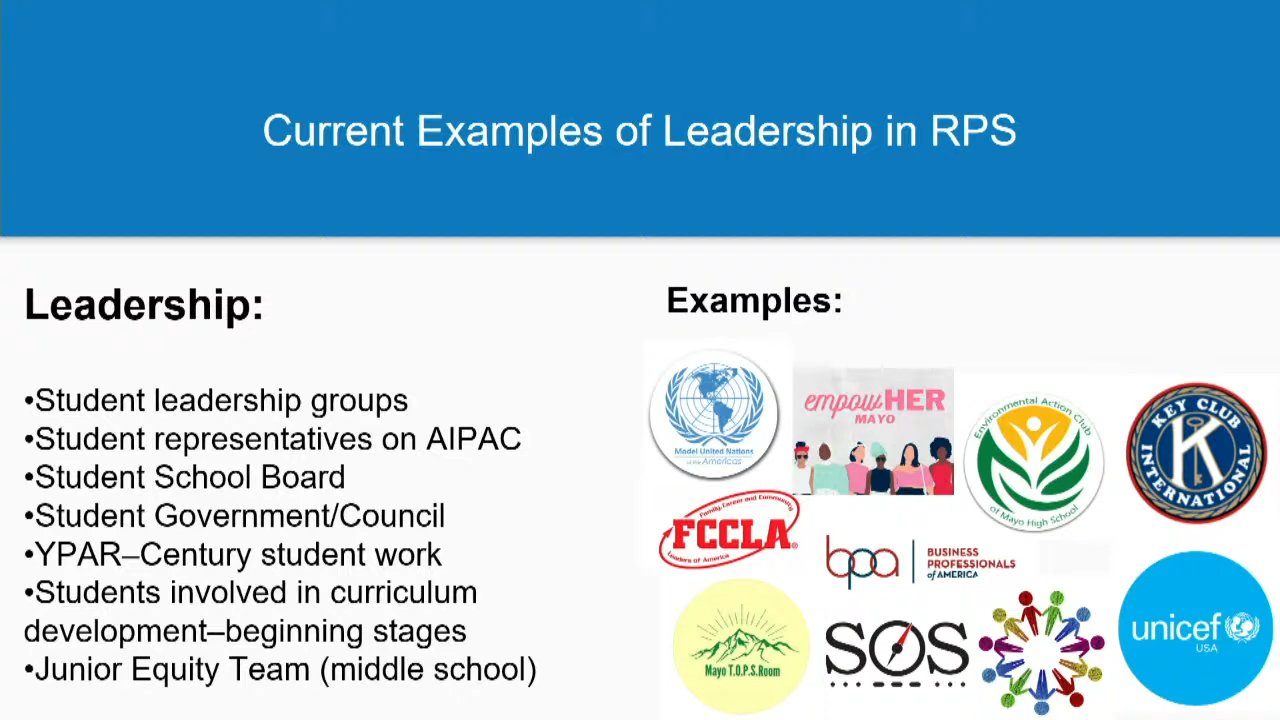 Current Examples of Leadership in RPS
Leadership:
•Student leadership groups
•Student representatives on AIPAC
•Student School Board
•Student Government/Council
•YPAR–Century student work
•Students involved in curriculum
development–beginning stages
•Junior Equity Team (middle school)
Examples:
Model United Nations
of the Americas
empowHER
MAYO
Environmental Action Club
of Mayo High School
KEY CLUB
K
INTERNATIONAL
Family, Career and Community
FCCLA®
Leaders of America
bpa
BUSINESS
PROFESSIONALS
of AMERICA
Mayo T.O.P.S.Room
SOS
unicef
USA